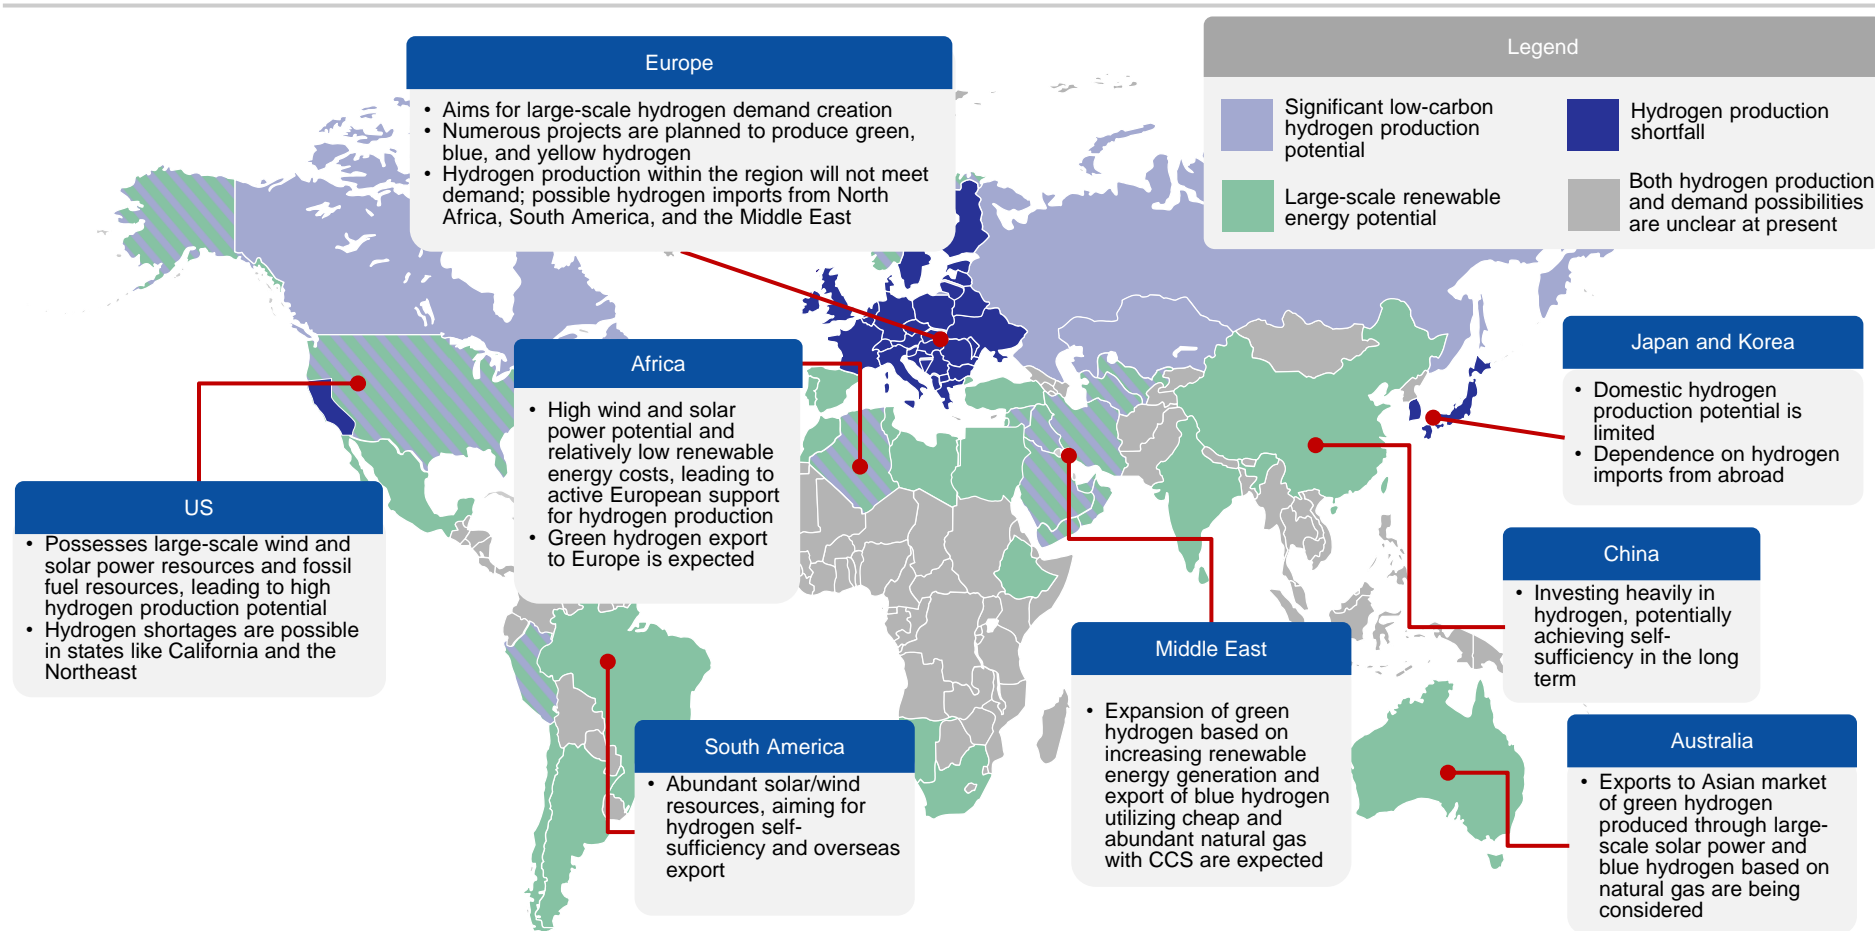 Legend
Significant low-carbon
hydrogen production
potential
Hydrogen production
shortfall
Large-scale renewable
energy potential
Both hydrogen production
and demand possibilities
are unclear at present
Europe
• Aims for large-scale hydrogen demand creation
• Numerous projects are planned to produce green,
blue, and yellow hydrogen
• Hydrogen production within the region will not meet
demand; possible hydrogen imports from North
Africa, South America, and the Middle East
Africa
• High wind and solar
power potential and
relatively low renewable
energy costs, leading to
active European support
for hydrogen production
• Green hydrogen export
to Europe is expected
Japan and Korea
• Domestic hydrogen
production potential is
limited
• Dependence on hydrogen
imports from abroad
US
• Possesses large-scale wind and
solar power resources and fossil
fuel resources, leading to high
hydrogen production potential
• Hydrogen shortages are possible
in states like California and the
Northeast
China
• Investing heavily in
hydrogen, potentially
achieving self-
sufficiency in the long
term
Middle East
• Expansion of green
hydrogen based on
increasing renewable
energy generation and
export of blue hydrogen
utilizing cheap and
abundant natural gas
with CCS are expected
South America
• Abundant solar/wind
resources, aiming for
hydrogen self-
sufficiency and overseas
export
Australia
• Exports to Asian market
of green hydrogen
produced through large-
scale solar power and
blue hydrogen based on
natural gas are being
considered